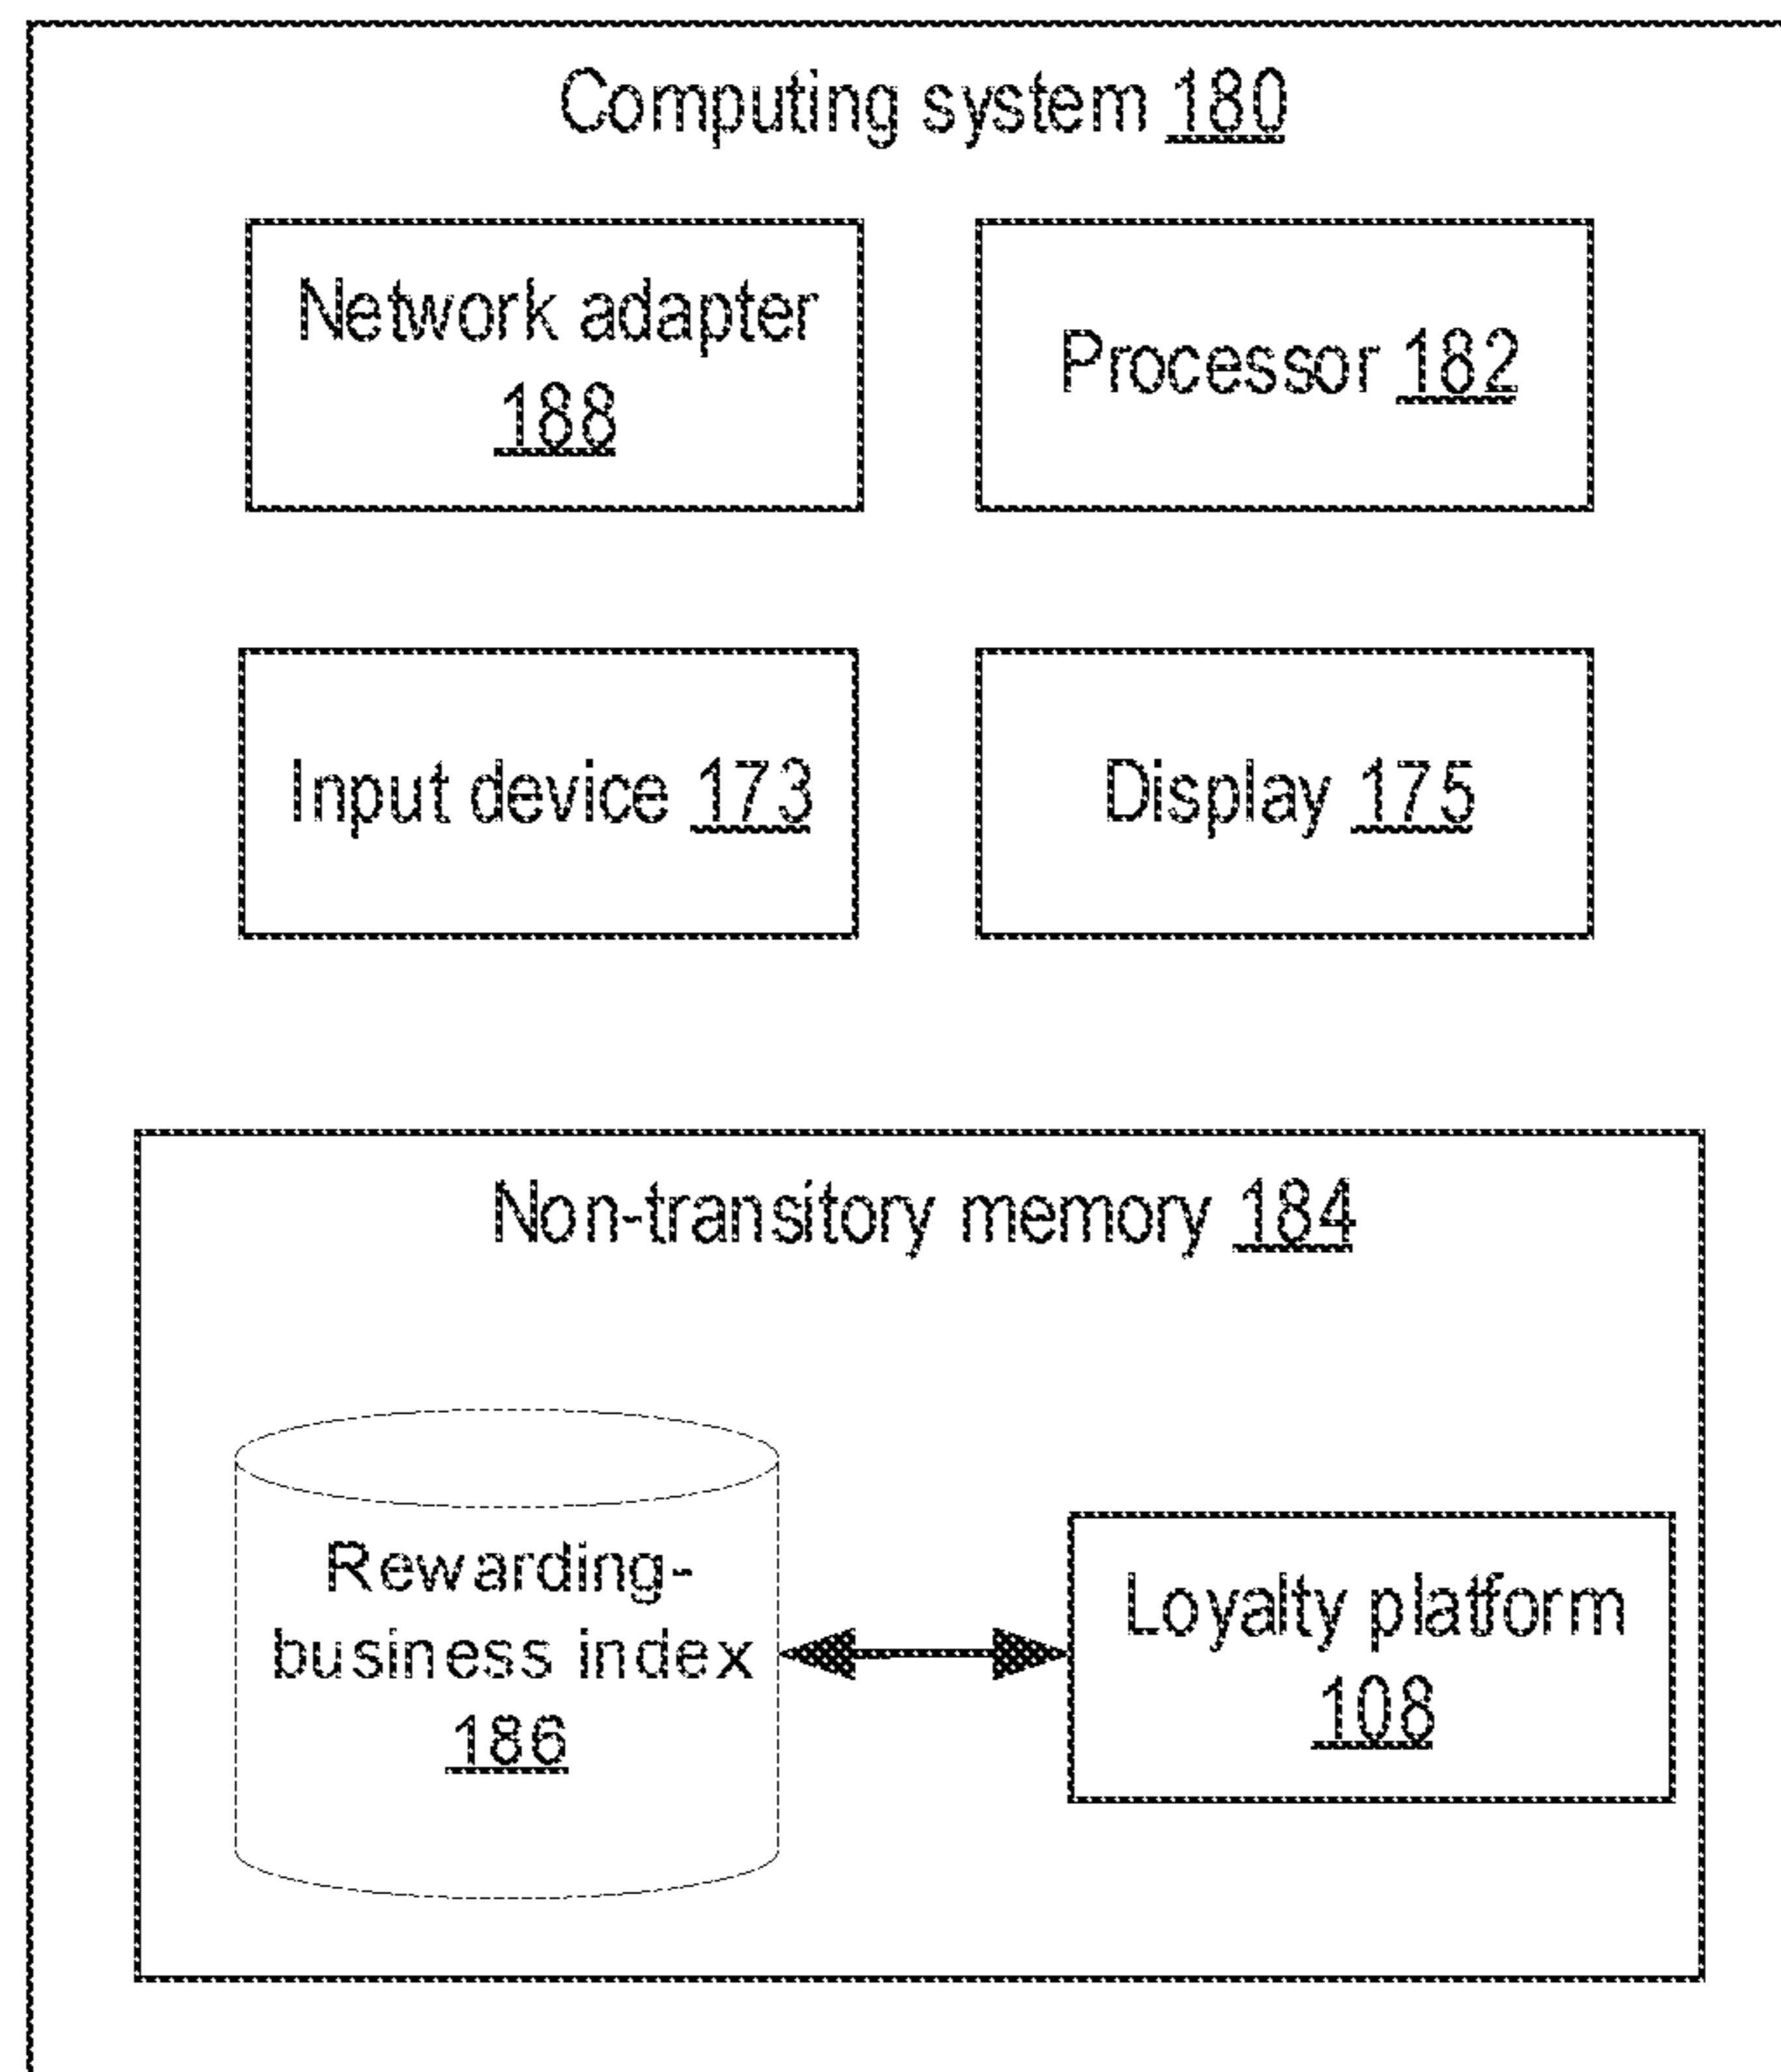 Computing system 180
Network adapter
188
Processor 182
Input device 173
Display 175
Non-transitory memory 184
Rewarding-
business index
186
Loyalty platform
108